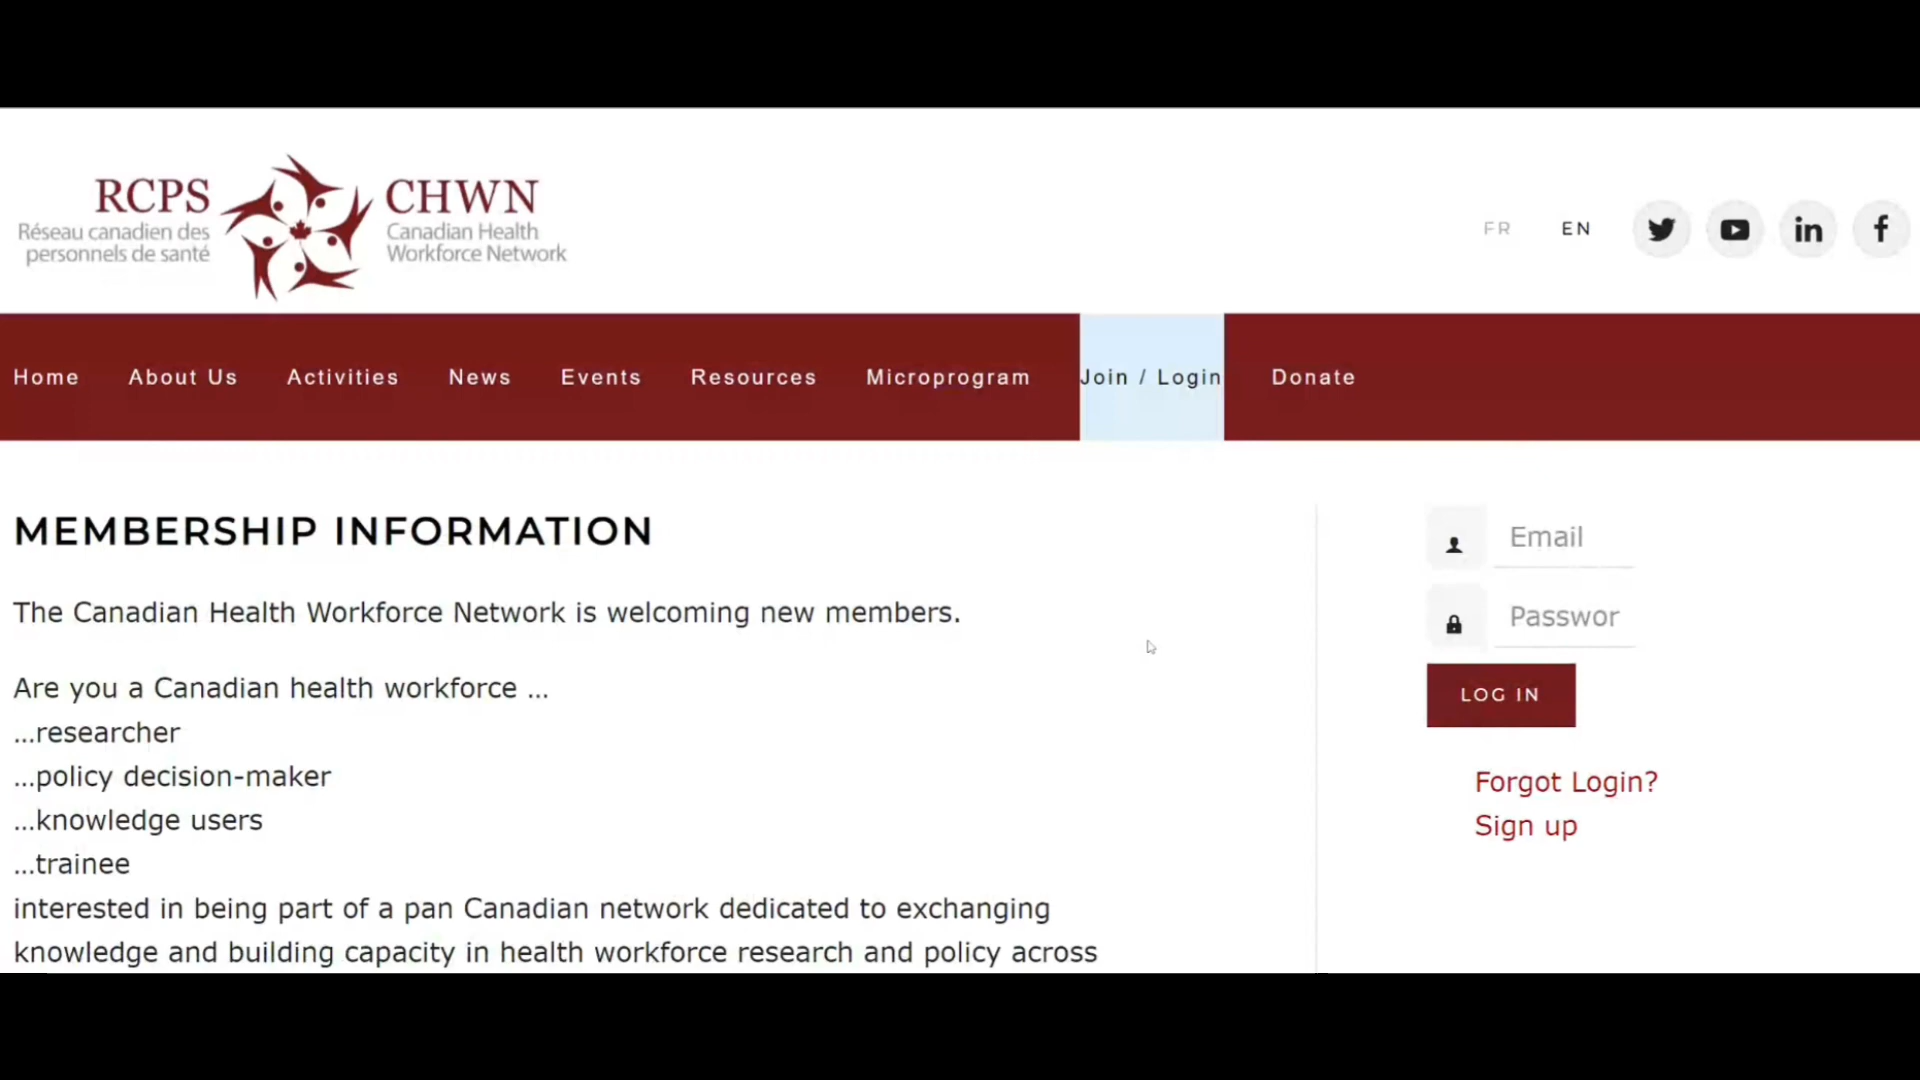 RCPS
Réseau canadien des
personnels de santé
CHWN
Canadian Health
Workforce Network
FR EN
Home About Us Activities News Events Resources Microprogram Join / Login Donate
MEMBERSHIP INFORMATION
The Canadian Health Workforce Network is welcoming new members.
Are you a Canadian health workforce ...
...researcher
...policy decision-maker
...knowledge users
...trainee
interested in being part of a pan Canadian network dedicated to exchanging
knowledge and building capacity in health workforce research and policy across
Email
Passwor
LOG IN
Forgot Login?
Sign up